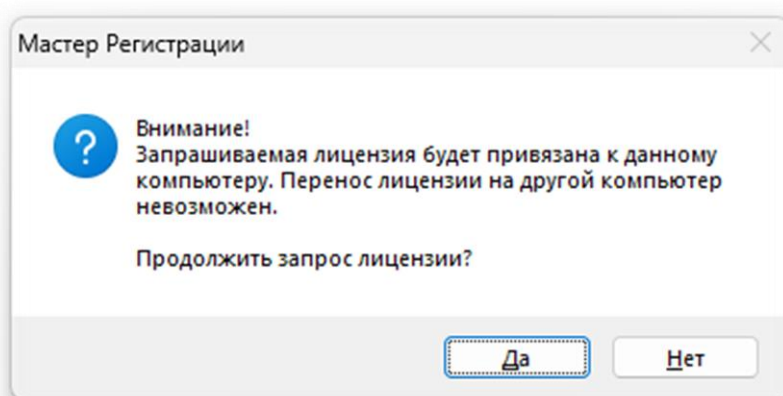 Мастер Регистрации
Внимание!
Запрашиваемая лицензия будет привязана к данному
компьютеру. Перенос лицензии на другой компьютер
невозможен.
Продолжить запрос лицензии?
Да
Нет